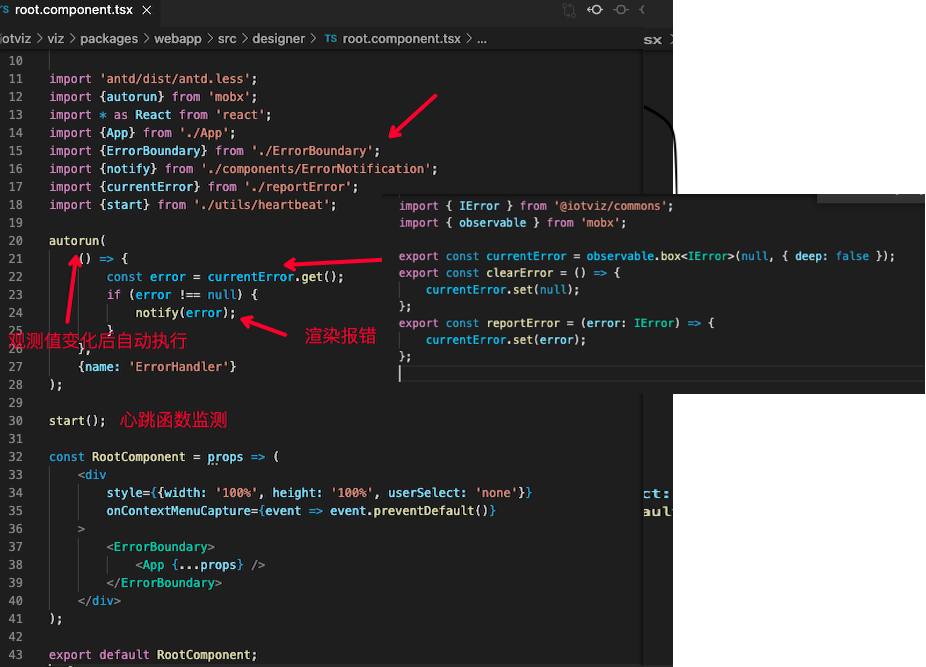 TS root.component.tsx ×
iotviz > viz > packages > webapp > src > designer > TS root.component.tsx > ...
sx
10
11 import 'antd/dist/antd.less';
12 import {autorun} from 'mobx';
13 import * as React from 'react';
14 import {App} from './App';
15 import {ErrorBoundary} from './ErrorBoundary';
16 import {notify} from './components/ErrorNotification';
17 import {currentError} from './reportError';
18 import {start} from './utils/heartbeat';
19
20 autorun(
21 () => {
22 const error = currentError.get();
23 if (error !== null) {
24 notify(error);
25 }
26 },
27 {name: 'ErrorHandler'}
28 );
29
30 start();
31
32 const RootComponent = props => (
33 <div
34 style={{width: '100%', height: '100%', userSelect: 'none'}}
35 onContextMenuCapture={event => event.preventDefault()}
36 >
37 <ErrorBoundary>
38 <App {...props} />
39 </ErrorBoundary>
40 </div>
41 );
42
43 export default RootComponent;
观测值变化后自动执行
渲染报错
心跳函数监测
import { IError } from '@iotviz/commons';
import { observable } from 'mobx';
export const currentError = observable.box<IError>(null, { deep: false });
export const clearError = () => {
currentError.set(null);
};
export const reportError = (error: IError) => {
currentError.set(error);
};
ct:
ault